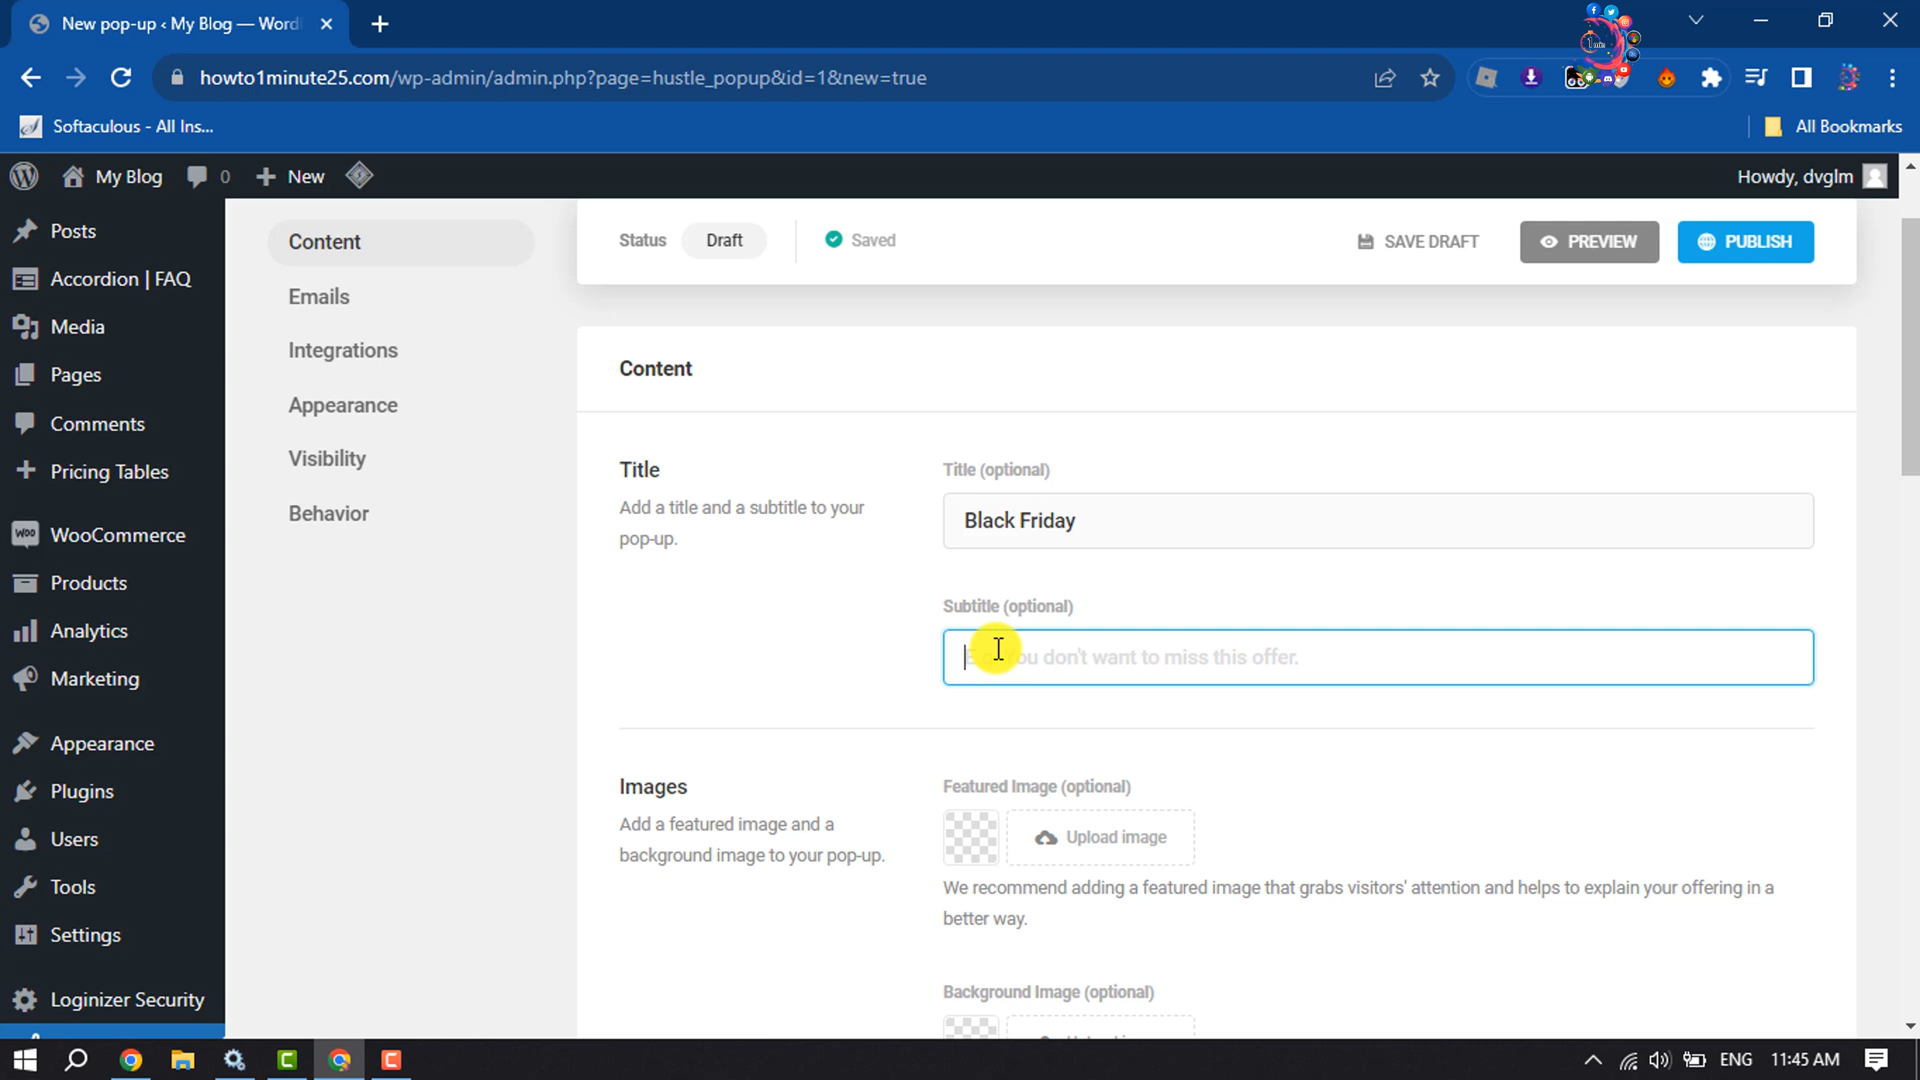 New pop-up ‹ My Blog — Word
howto1minute25.com/wp-admin/admin.php?page=hustle_popup&id=1&new=true
Softaculous - All Ins...
All Bookmarks
My Blog
0
New
Howdy, dvglm
Posts
Accordion | FAQ
Media
Pages
Comments
Pricing Tables
WooCommerce
Products
Analytics
Marketing
Appearance
Plugins
Users
Tools
Settings
Loginizer Security
Content
Emails
Integrations
Appearance
Visibility
Behavior
Status
Draft
Saved
SAVE DRAFT
PREVIEW
PUBLISH
Content
Title
Add a title and a subtitle to your
pop-up.
Title (optional)
Black Friday
Subtitle (optional)
You don't want to miss this offer.
Images
Add a featured image and a
background image to your pop-up.
Featured Image (optional)
Upload image
We recommend adding a featured image that grabs visitors' attention and helps to explain your offering in a
better way.
Background Image (optional)
ENG
11:45 AM